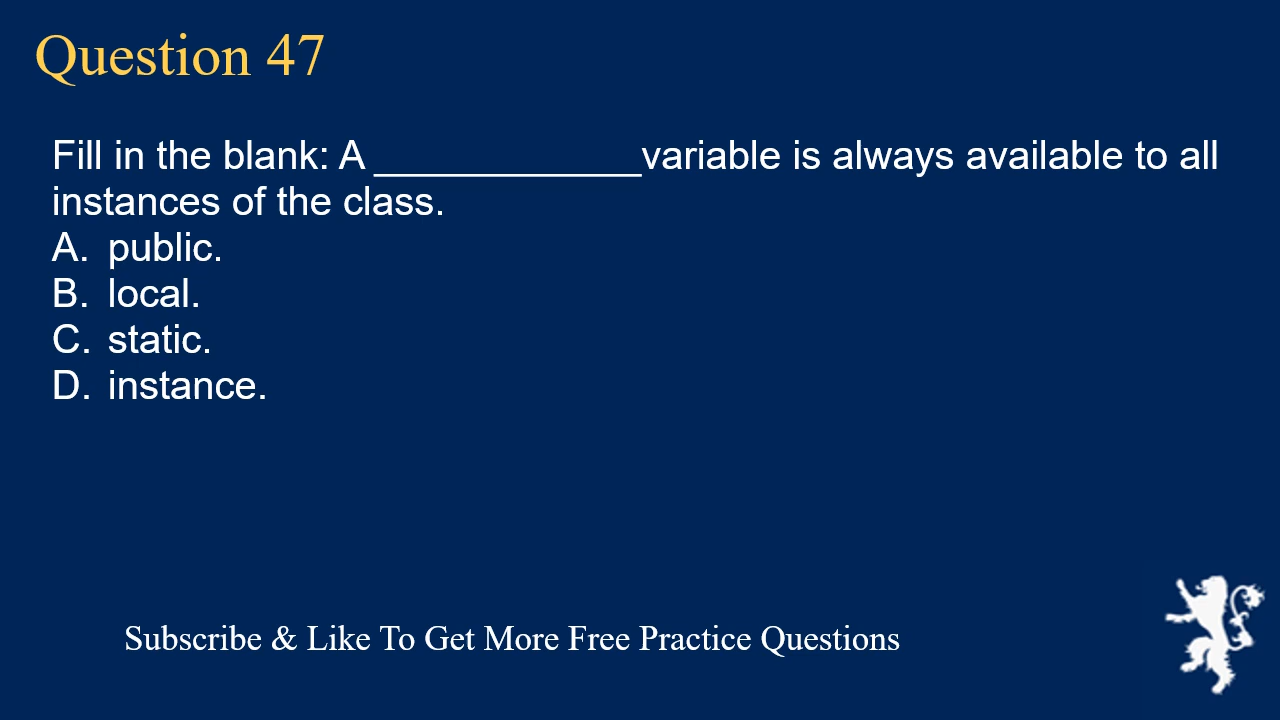 Question 47
Fill in the blank: A _____________variable is always available to all
instances of the class.
A. public.
B. local.
C. static.
D. instance.
Subscribe & Like To Get More Free Practice Questions